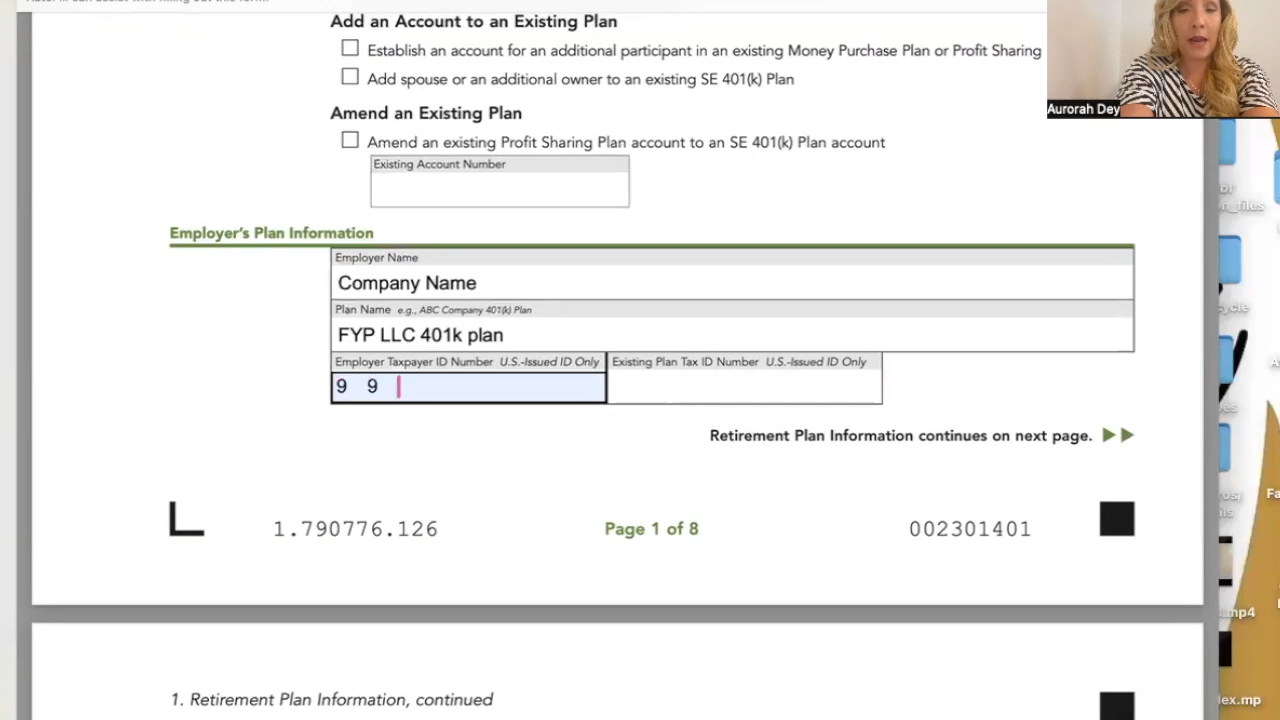 Add an Account to an Existing Plan
Establish an account for an additional participant in an existing Money Purchase Plan or Profit Sharing
Add spouse or an additional owner to an existing SE 401(k) Plan
Aurorah Dey
Amend an Existing Plan
Amend an existing Profit Sharing Plan account to an SE 401(k) Plan account
Existing Account Number
Employer's Plan Information
Employer Name
Company Name
Plan Name e.g., ABC Company 401(k) Plan
FYP LLC 401k plan
Employer Taxpayer ID Number U.S.-Issued ID Only
Existing Plan Tax ID Number U.S.-Issued ID Only
9 9
Retirement Plan Information continues on next page.
1.790776.126
Page 1 of 8
002301401
.mp4
1. Retirement Plan Information, continued
lex.mp